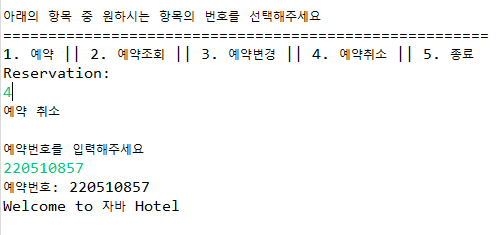 아래의 항목 중 원하시는 항목의 번호를 선택해주세요
======================================================
1. 예약 || 2. 예약조회 || 3. 예약변경 || 4. 예약취소 || 5. 종료
Reservation:
4
예약 취소
예약번호를 입력해주세요
220510857
예약번호: 220510857
Welcome to 자바 Hotel